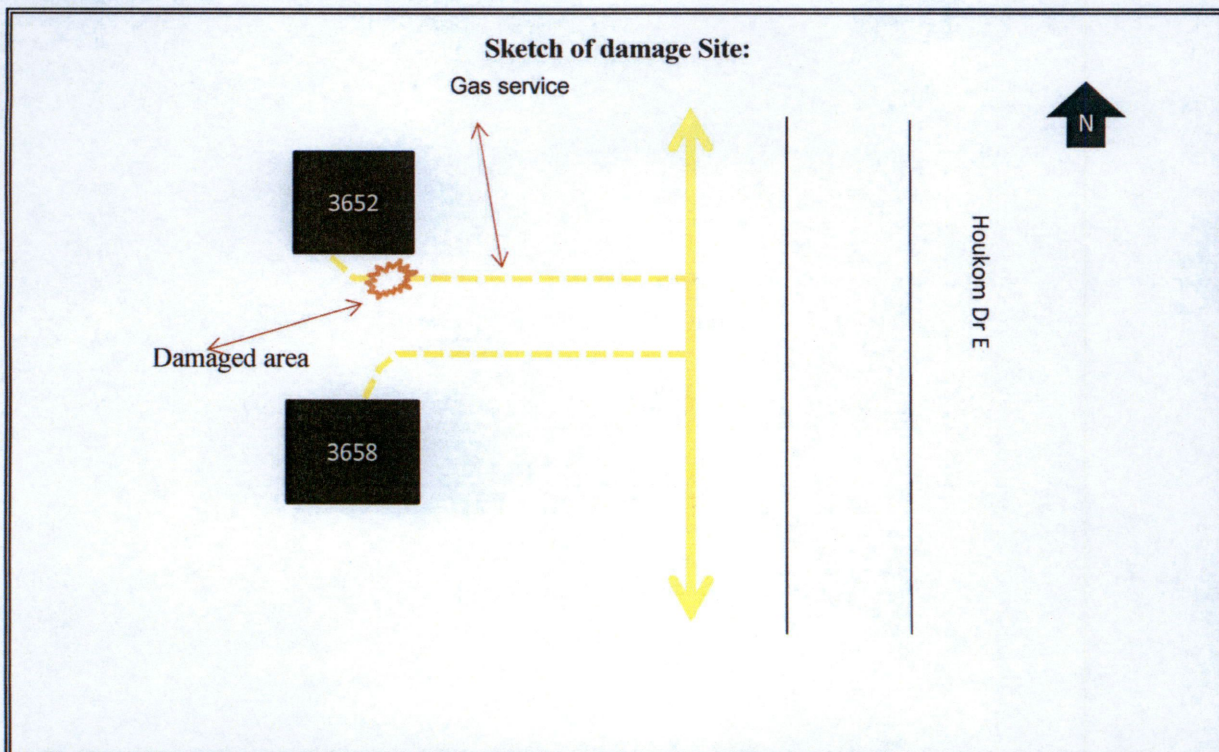 Sketch of damage Site:
Gas service
N
3652
Houkom Dr E
Damaged area
3658